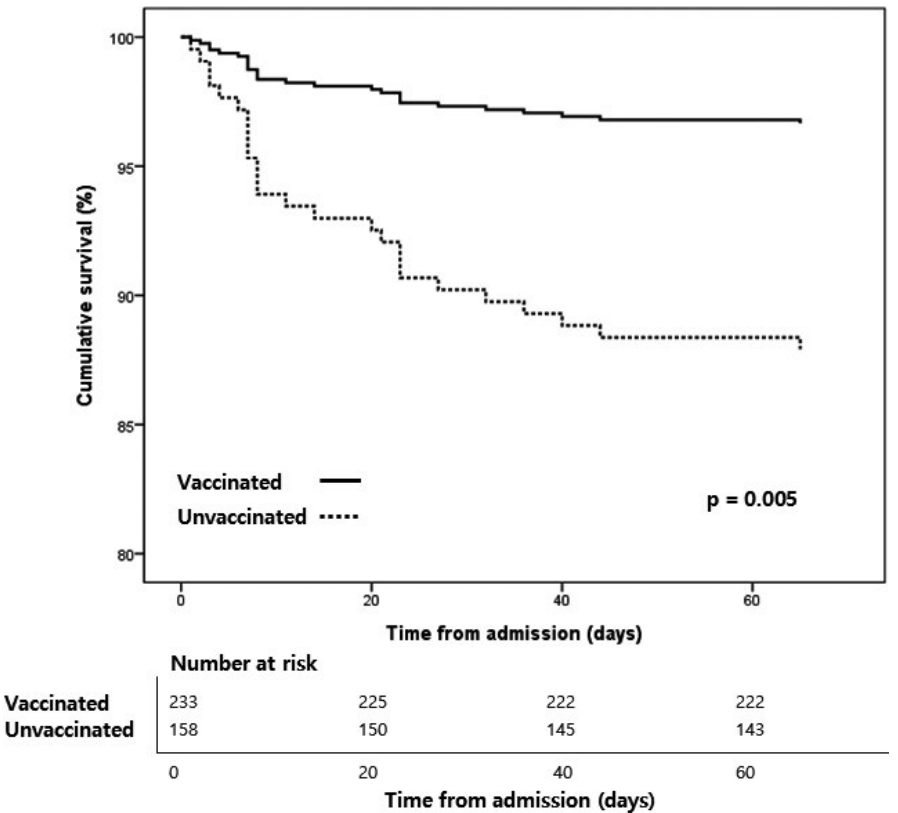 100
95
90
85
80
Cumulative survival (%)
Vaccinated
Unvaccinated
p = 0.005
0 20 40 60
Time from admission (days)
Number at risk
Vaccinated 233 225 222 222
Unvaccinated 158 150 145 143
0 20 40 60
Time from admission (days)